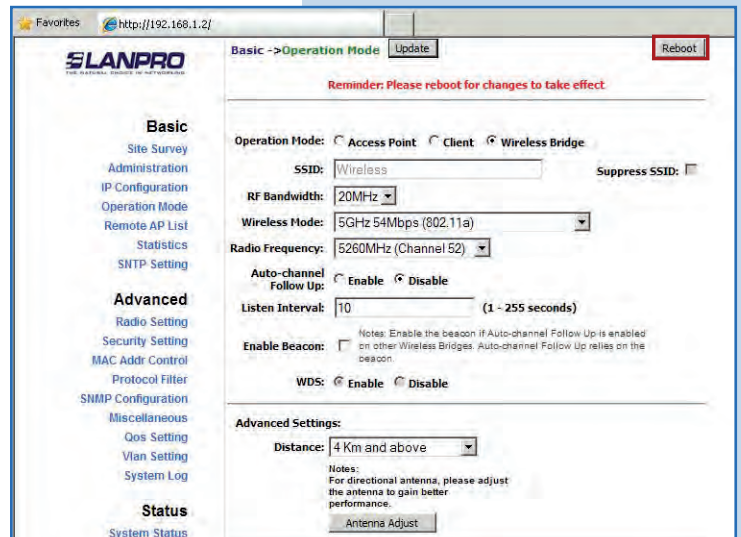 Favorites http://192.168.1.2/
SLANPRO
THE NATURAL CHOICE IN NETWORKING
Basic ->Operation Mode Update Reboot
Reminder: Please reboot for changes to take effect
Basic
Site Survey
Administration
IP Configuration
Operation Mode
Remote AP List
Statistics
SNTP Setting
Advanced
Radio Setting
Security Setting
MAC Addr Control
Protocol Filter
SNMP Configuration
Miscellaneous
Qos Setting
Vlan Setting
System Log
Status
System Status
Operation Mode: Access Point Client Wireless Bridge
SSID: Wireless Suppress SSID:
RF Bandwidth: 20MHz
Wireless Mode: 5GHz 54Mbps (802.11a)
Radio Frequency: 5260MHz (Channel 52)
Auto-channel
Follow Up: Enable Disable
Listen Interval: 10 (1 - 255 seconds)
Enable Beacon: Notes: Enable the beacon if Auto-channel Follow Up is enabled
on other Wireless Bridges. Auto-channel Follow Up relies on the
beacon.
WDS: Enable Disable
Advanced Settings:
Distance: 4 Km and above
Notes:
For directional antenna, please adjust
the antenna to gain better
performance.
Antenna Adjust